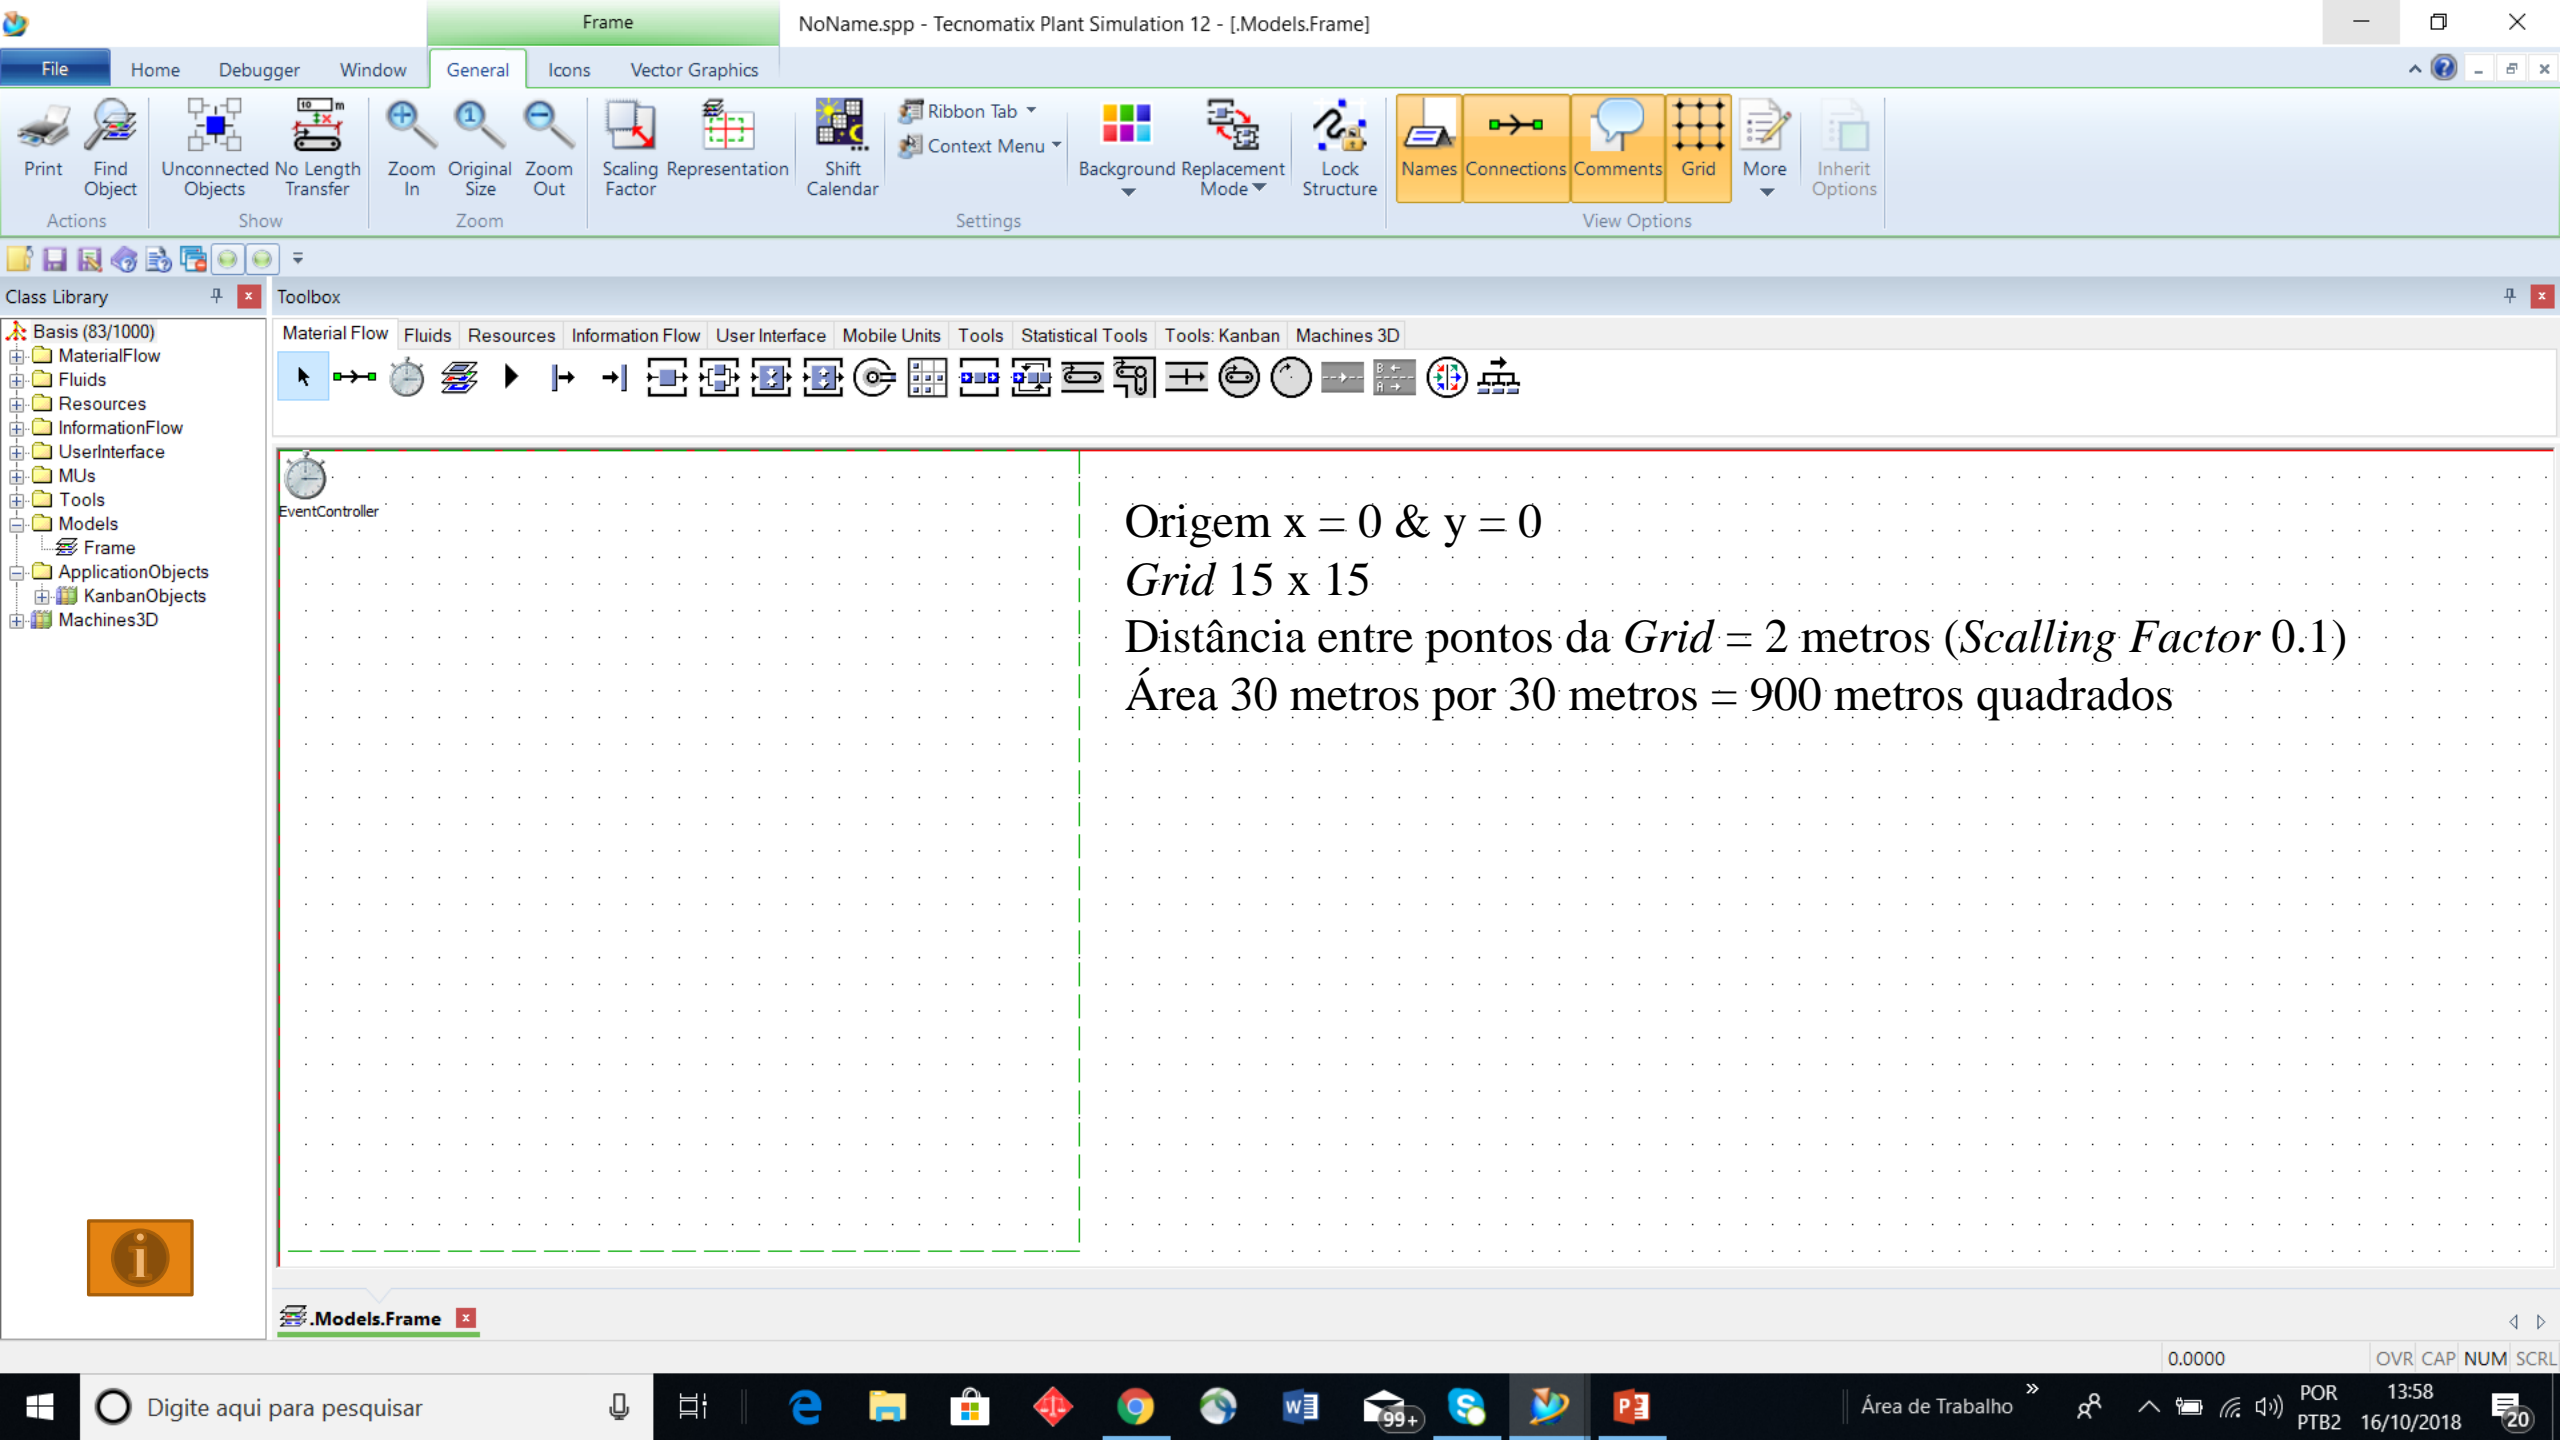 Frame
NoName.spp - Tecnomatix Plant Simulation 12 - [.Models.Frame]
File Home Debugger Window General Icons Vector Graphics
Print
Find Object
Unconnected Objects
No Length Transfer
Zoom In
Original Size
Zoom Out
Scaling Factor
Representation
Shift Calendar
Ribbon Tab
Context Menu
Background
Replacement Mode
Lock Structure
Names
Connections
Comments
Grid
More
Inherit Options
Actions Show Zoom Settings View Options
Class Library
Basis (83/1000)
MaterialFlow
Fluids
Resources
InformationFlow
UserInterface
MUs
Tools
Models
Frame
ApplicationObjects
KanbanObjects
Machines3D
Toolbox
Material Flow Fluids Resources Information Flow User Interface Mobile Units Tools Statistical Tools Tools: Kanban Machines 3D
EventController
Origem x = 0 & y = 0
Grid 15 x 15
Distância entre pontos da Grid = 2 metros (Scalling Factor 0.1)
Área 30 metros por 30 metros = 900 metros quadrados
.Models.Frame
0.0000 OVR CAP NUM SCRL
Digite aqui para pesquisar
99+
Área de Trabalho
POR
PTB2
13:58
16/10/2018
20